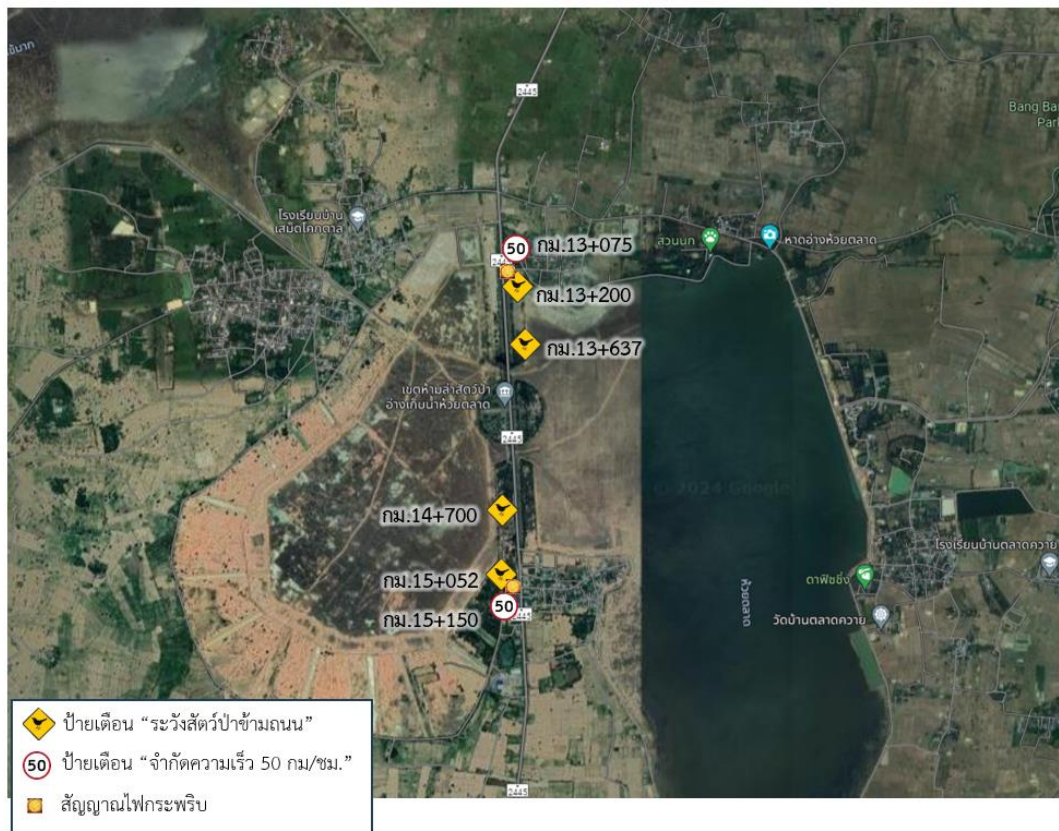 2445
Bang Ba
Park
โรงเรียนบ้าน
เสม็ดโคกตาล
สวนนก
หาดอ่างห้วยตลาด
50
กม.13+075
244
กม.13+200
กม.13+637
เขตห้ามล่าสัตว์ป่า
อ่างเก็บน้ำห้วยตลาด
2445
© 2024 Google
กม.14+700
โรงเรียนบ้านตลาดควาย
กม.15+052
ดาฟิชชิ่ง
ห้วยตลาด
50
2445
กม.15+150
วัดบ้านตลาดควาย
ป้ายเตือน “ระวังสัตว์ป่าข้ามถนน”
50
ป้ายเตือน “จำกัดความเร็ว 50 กม/ชม.”
สัญญาณไฟกระพริบ
2445